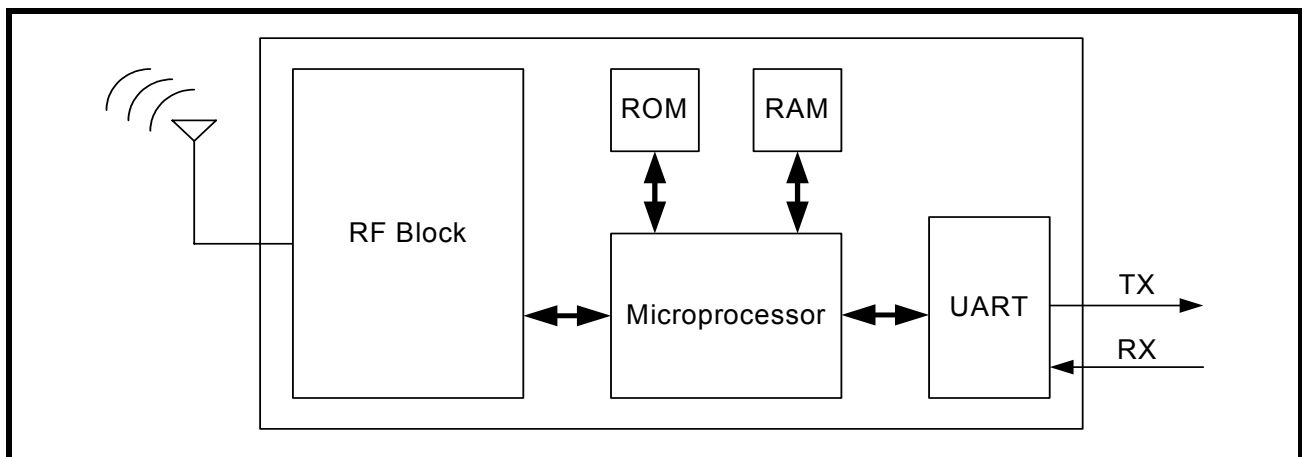 ROM
RAM
RF Block
Microprocessor
UART
TX
RX